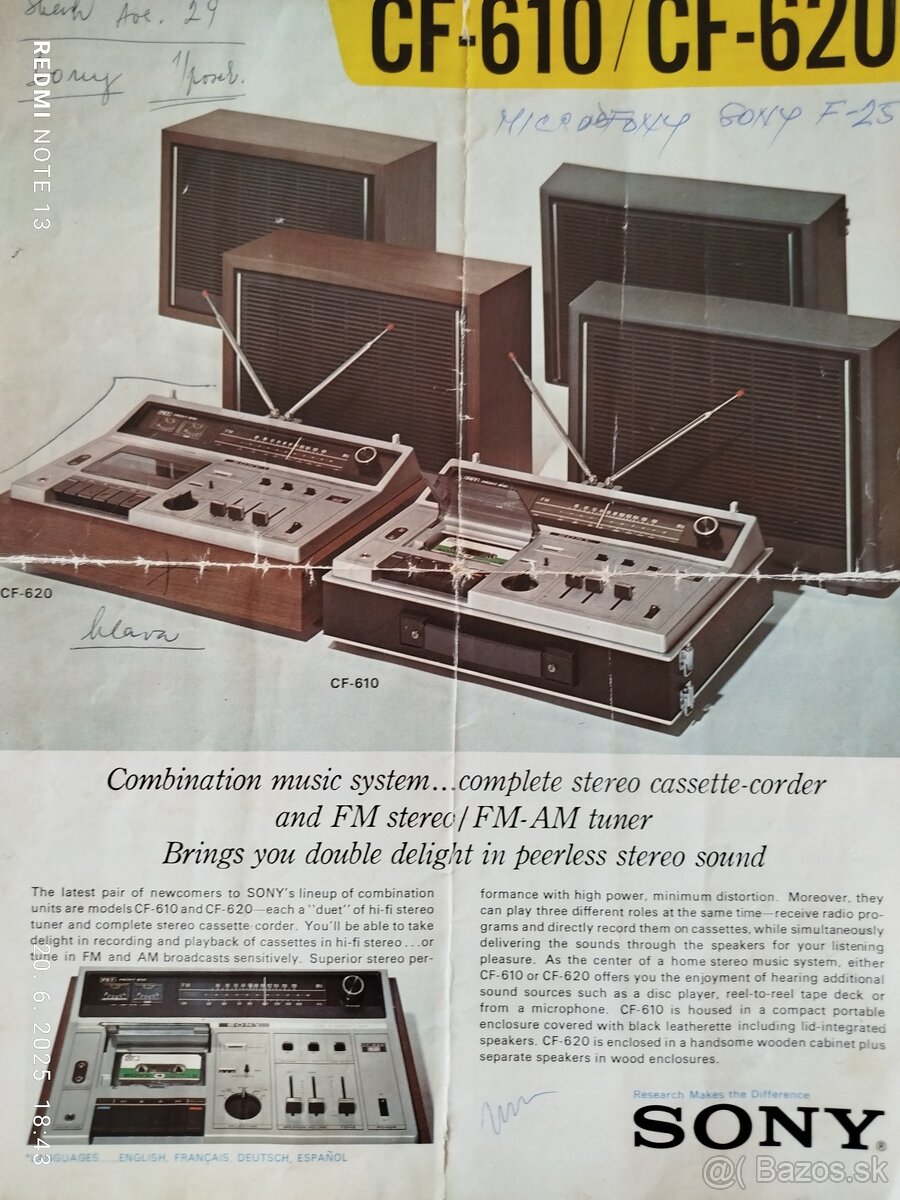 Ave. 29
CF-610/CF-620
Sony
MICROFONY SONY F-25
REDMI NOTE 13
CF-620
hlava
CF-610
Combination music system...complete stereo cassette-corder
and FM stereo/FM-AM tuner
Brings you double delight in peerless stereo sound
The latest pair of newcomers to SONY's lineup of combination
units are models CF-610 and CF-620—each a "duet" of hi-fi stereo
tuner and complete stereo cassette-corder. You'll be able to take
delight in recording and playback of cassettes in hi-fi stereo...or
tune in FM and AM broadcasts sensitively. Superior stereo per-
formance with high power, minimum distortion. Moreover, they
can play three different roles at the same time—receive radio pro-
grams and directly record them on cassettes, while simultaneously
delivering the sounds through the speakers for your listening
pleasure. As the center of a home stereo music system, either
CF-610 or CF-620 offers you the enjoyment of hearing additional
sound sources such as a disc player, reel-to-reel tape deck or
from a microphone. CF-610 is housed in a compact portable
enclosure covered with black leatherette including lid-integrated
speakers. CF-620 is enclosed in a handsome wooden cabinet plus
separate speakers in wood enclosures.
20. 6. 2025 18:43
FM
SONY
Research Makes the Difference
SONY®
ENGLISH, FRANÇAIS, DEUTSCH, ESPAÑOL
@( Bazos.sk